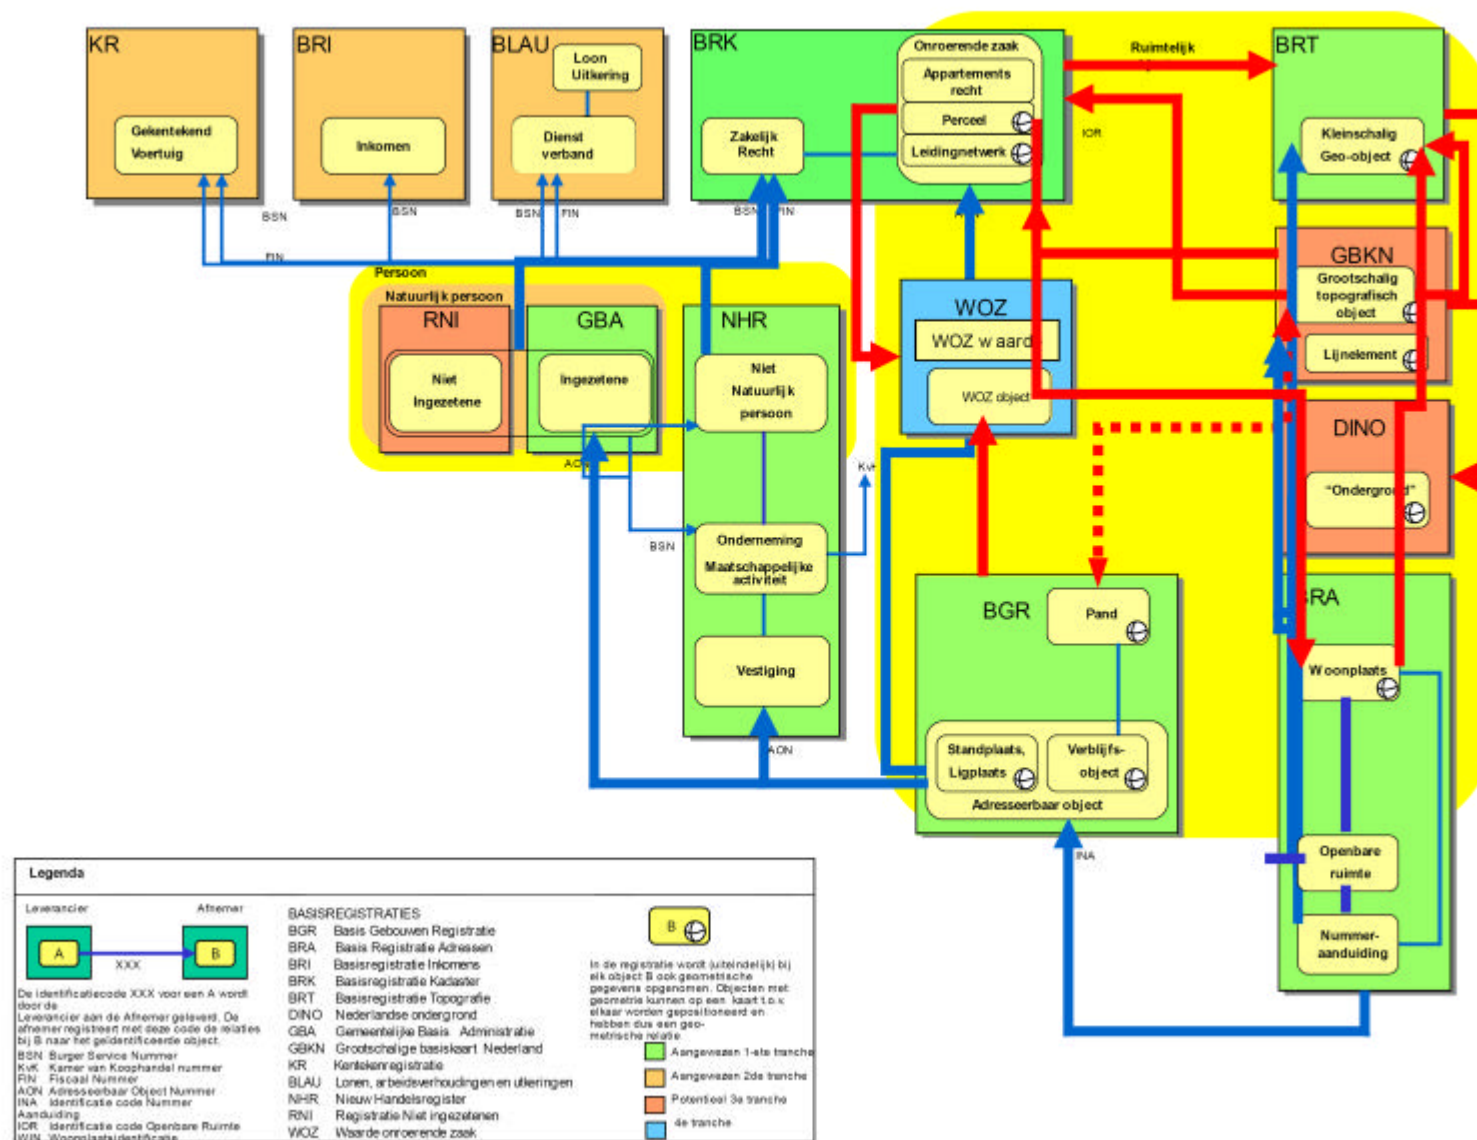 KR
BRI
BLAU
BRK
BRT
Loon
Uitkering
Onroerende zaak
Ruimtelijk
Appartements
recht
Gekentekend
Voertuig
Inkomen
Dienst
verband
Zakelijk
Recht
Perceel
Leidingnetwerk
IOR
Kleinschalig
Geo-object
BSN
BSN
BSN
FIN
BSN
FIN
FIN
Persoon
Natuurlijk persoon
RNI
GBA
NHR
WOZ
GBKN
Grootschalig
topografisch
object
WOZ waard
Lijnelement
Niet
Ingezetene
Ingezetene
Niet
Natuurlijk
persoon
WOZ object
DINO
AON
Kv
"Ondergrond"
BSN
Onderneming
Maatschappelijke
activiteit
BGR
Pand
BRA
Woonplaats
Vestiging
AON
Standplaats,
Ligplaats
Verblijfs-
object
Adresseerbaar object
INA
Openbare
ruimte
Nummer-
aanduiding
Legenda
Leverancier
Afnemer
A
XXX
B
De identificatiecode XXX voor een A wordt
door de
Leverancier aan de Afnemer geleverd. De
afnemer registreert met deze code de relaties
bij B naar het geïdentificeerde object.
BSN Burger Service Nummer
KvK Kamer van Koophandel nummer
FIN Fiscaal Nummer
AON Adresseerbaar Object Nummer
INA Identificatie code Nummer
Aanduiding
IOR Identificatie code Openbare Ruimte
WIN Woonplaatsidentificatie
BASISREGISTRATIES
BGR Basis Gebouwen Registratie
BRA Basis Registratie Adressen
BRI Basisregistratie Inkomens
BRK Basisregistratie Kadaster
BRT Basisregistratie Topografie
DINO Nederlandse ondergrond
GBA Gemeentelijke Basis Administratie
GBKN Grootschalige basiskaart Nederland
KR Kentekenregistratie
BLAU Lonen, arbeidsverhoudingen en uitkeringen
NHR Nieuw Handelsregister
RNI Registratie Niet ingezetenen
WOZ Waarde onroerende zaak
B
In de registratie wordt (uiteindelijk) bij
elk object B ook geometrische
gegevens opgenomen. Objecten met
geometrie kunnen op een kaart t.o.v.
elkaar worden gepositioneerd en
hebben dus een geo-
metrische relatie
Aangewezen 1-ste tranche
Aangewezen 2de tranche
Potentieel 3e tranche
4e tranche